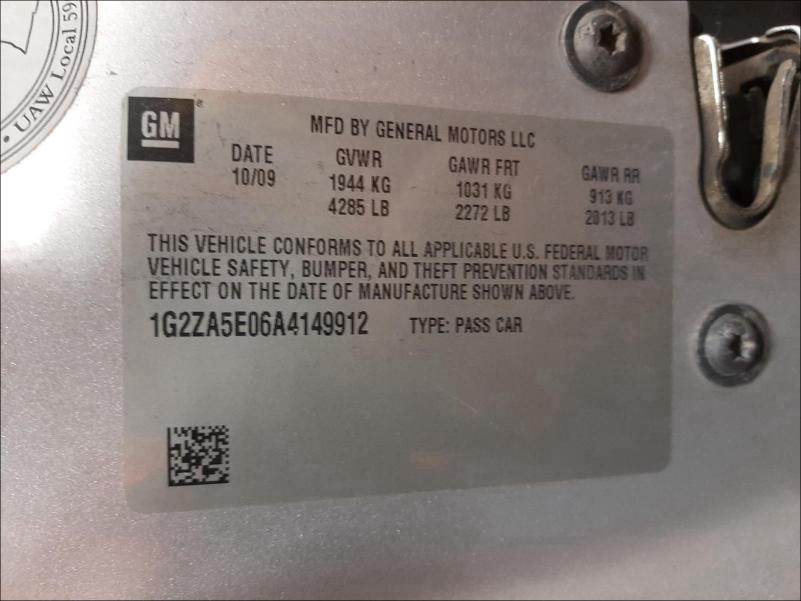 • UAW Local 59
GM
MFD BY GENERAL MOTORS LLC
DATE GVWR GAWR FRT GAWR RR
10/09 1944 KG 1031 KG 913 KG
4285 LB 2272 LB 2013 LB
THIS VEHICLE CONFORMS TO ALL APPLICABLE U.S. FEDERAL MOTOR
VEHICLE SAFETY, BUMPER, AND THEFT PREVENTION STANDARDS IN
EFFECT ON THE DATE OF MANUFACTURE SHOWN ABOVE.
1G2ZA5E06A4149912 TYPE: PASS CAR